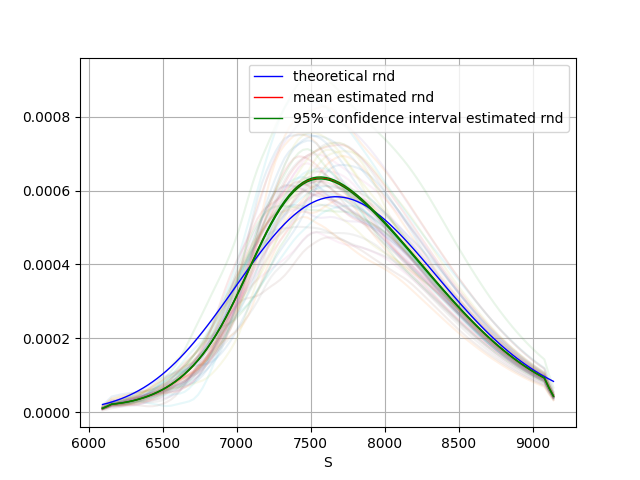 theoretical rnd
mean estimated rnd
95% confidence interval estimated rnd
0.0008
0.0006
0.0004
0.0002
0.0000
6000 6500 7000 7500 8000 8500 9000
S